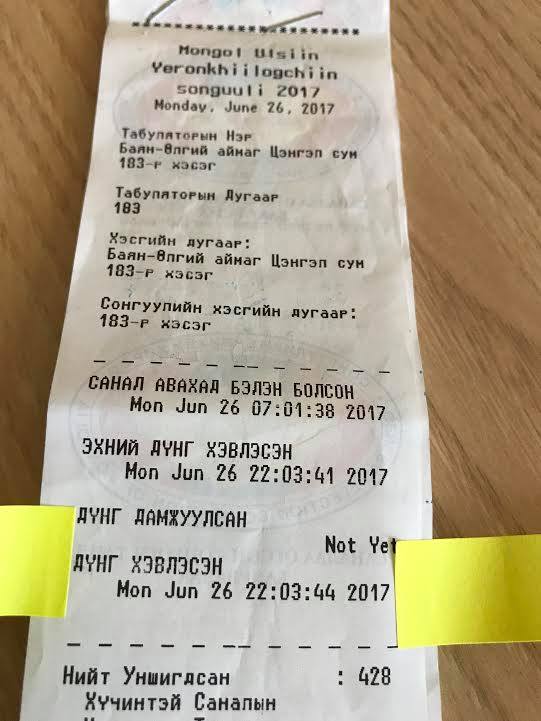 Mongol Ulsiin
Yeronkhiilogchiin
songuuli 2017
Monday, June 26, 2017
Табуляторын Нэр
Баян-Өлгий аймаг Цэнгэл сум
183-р хэсэг
Табуляторын Дугаар
183
Хэсгийн дугаар:
Баян-Өлгий аймаг Цэнгэл сум
183-р хэсэг
Сонгуулийн хэсгийн дугаар:
183-р хэсэг
САНАЛ АВАХАД БЭЛЭН БОЛСОН
Mon Jun 26 07:01:38 2017
ЭХНИЙ ДҮНГ ХЭВЛЭСЭН
Mon Jun 26 22:03:41 2017
ДҮНГ ДАМЖУУЛСАН
Not Yet
ДҮНГ ХЭВЛЭСЭН
Mon Jun 26 22:03:44 2017
Нийт Уншигдсан : 428
Хүчинтэй Саналын